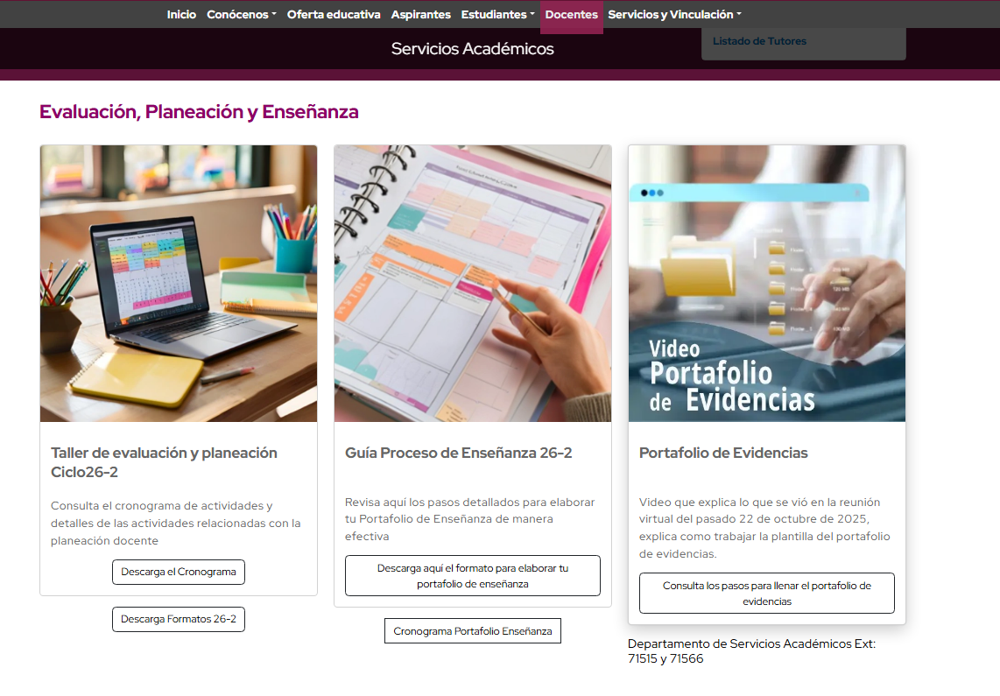 Inicio Conócenos Oferta educativa Aspirantes Estudiantes Docentes Servicios y Vinculación
Listado de Tutores
Servicios Académicos
Evaluación, Planeación y Enseñanza
Video
Portafolio
de Evidencias
Taller de evaluación y planeación
Ciclo26-2
Consulta el cronograma de actividades y
detalles de las actividades relacionadas con la
planeación docente
Descarga el Cronograma
Descarga Formatos 26-2
Guía Proceso de Enseñanza 26-2
Revisa aquí los pasos detallados para elaborar
tu Portafolio de Enseñanza de manera
efectiva
Descarga aquí el formato para elaborar tu
portafolio de enseñanza
Cronograma Portafolio Enseñanza
Portafolio de Evidencias
Video que explica lo que se vió en la reunión
virtual del pasado 22 de octubre de 2025,
explica como trabajar la plantilla del portafolio
de evidencias.
Consulta los pasos para llenar el portafolio de
evidencias
Departamento de Servicios Académicos Ext:
71515 y 71566